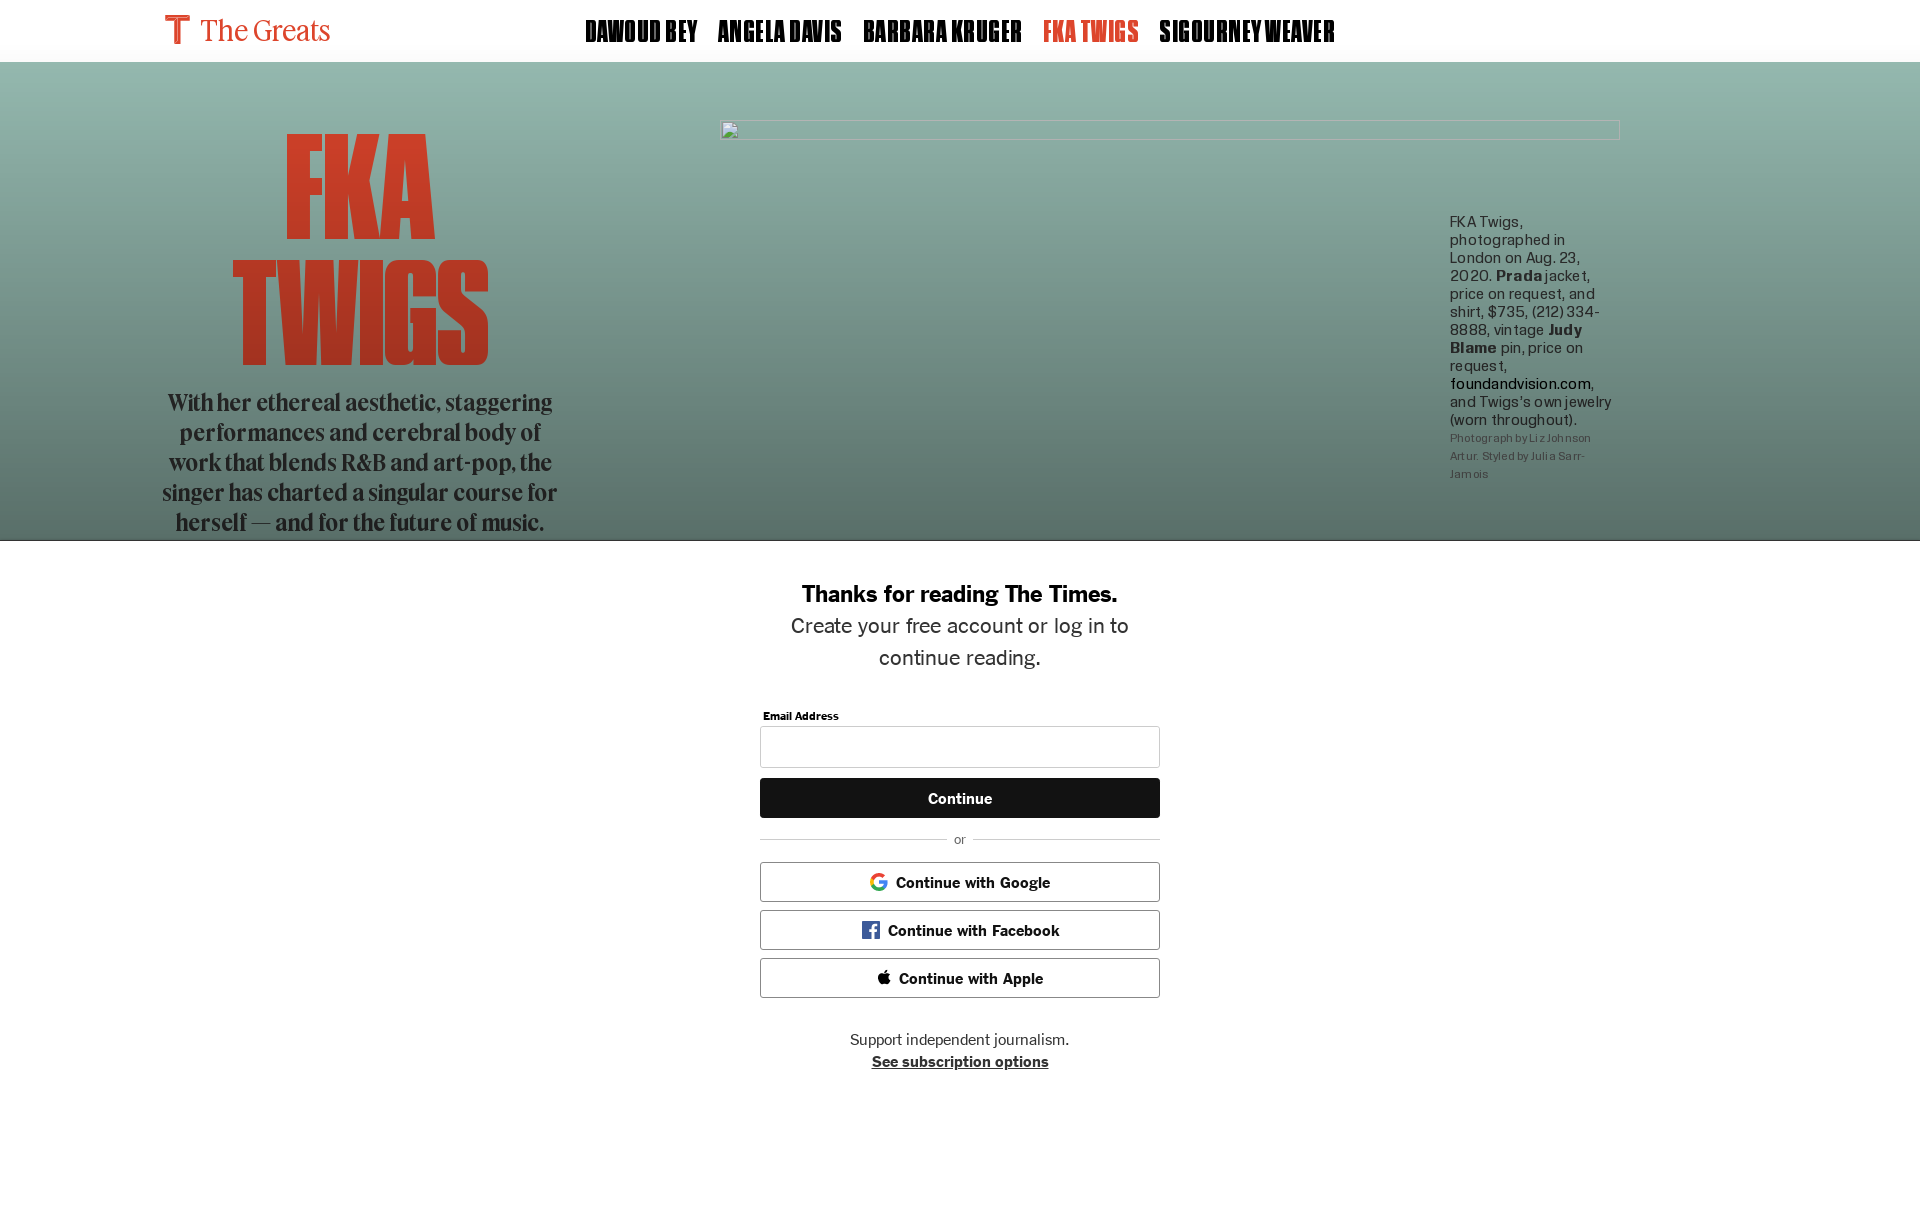 The Greats
DAWOUD BEY ANGELA DAVIS BARBARA KRUGER FKA TWIGS SIGOURNEY WEAVER
FKA
TWIGS
With her ethereal aesthetic, staggering
performances and cerebral body of
work that blends R&B and art-pop, the
singer has charted a singular course for
herself — and for the future of music.
FKA Twigs,
photographed in
London on Aug. 23,
2020. Prada jacket,
price on request, and
shirt, $735, (212) 334-
8888, vintage Judy
Blame pin, price on
request,
foundandvision.com,
and Twigs's own jewelry
(worn throughout).
Photograph by Liz Johnson
Artur. Styled by Julia Sarr-
Jamois
Thanks for reading The Times.
Create your free account or log in to
continue reading.
Email Address
Continue
or
Continue with Google
Continue with Facebook
Continue with Apple
Support independent journalism.
See subscription options